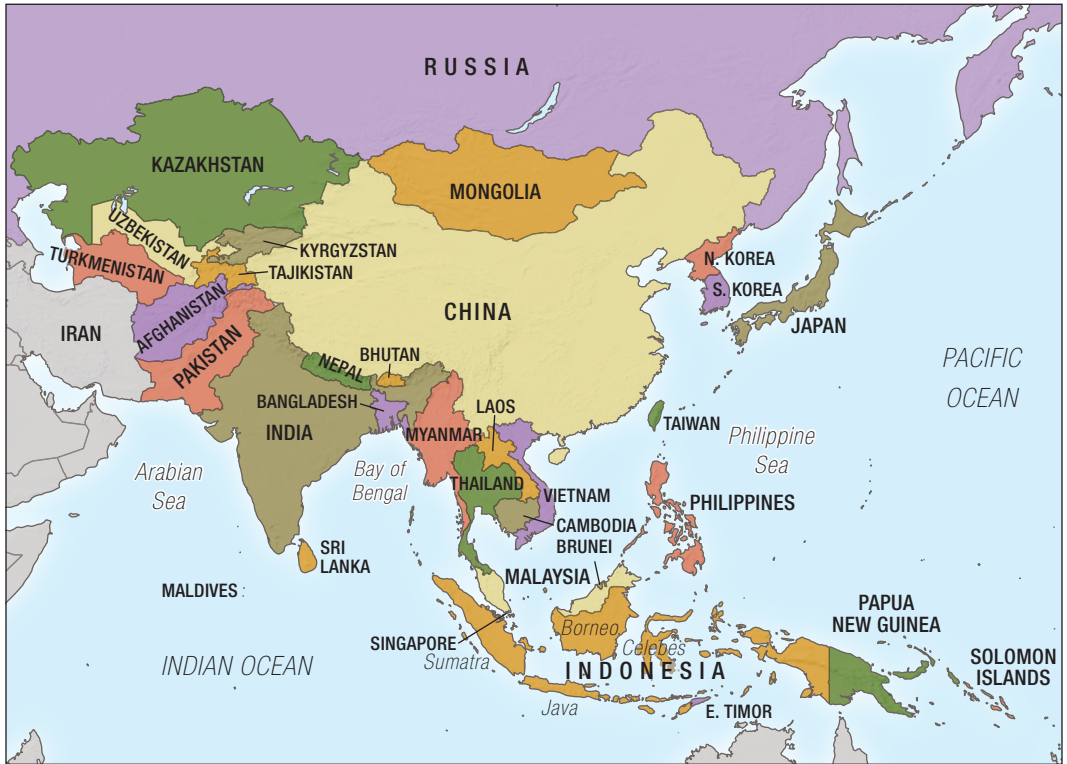 RUSSIA
KAZAKHSTAN
MONGOLIA
UZBEKISTAN
KYRGYZSTAN
TURKMENISTAN
TAJIKISTAN
N. KOREA
S. KOREA
AFGHANISTAN
CHINA
JAPAN
IRAN
PAKISTAN
PACIFIC
OCEAN
NEPAL
BHUTAN
BANGLADESH
LAOS
INDIA
MYANMAR
TAIWAN
Philippine
Sea
Arabian
Sea
Bay of
Bengal
THAILAND
VIETNAM
PHILIPPINES
CAMBODIA
BRUNEI
SRI
LANKA
MALAYSIA
MALDIVES
PAPUA
NEW GUINEA
Borneo
SINGAPORE
Sumatra
Celebes
INDIAN OCEAN
INDONESIA
SOLOMON
ISLANDS
Java
E. TIMOR